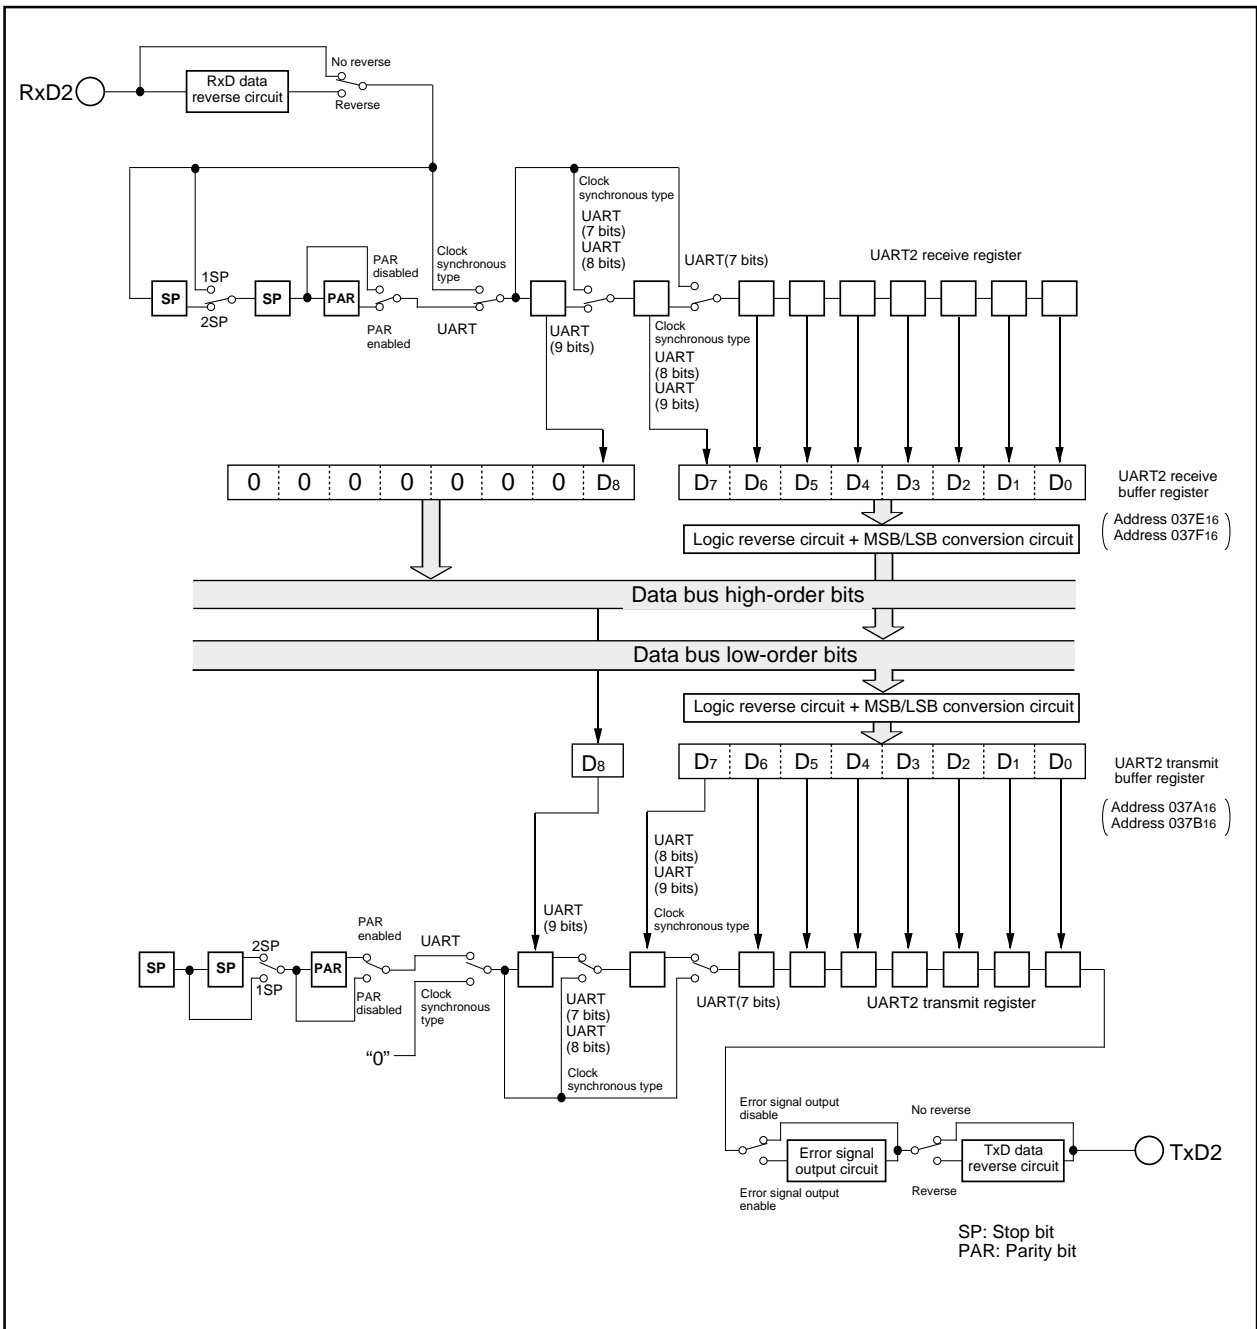 No reverse
RxD2
RxD data
reverse circuit
Reverse
Clock
synchronous type
UART
(7 bits)
UART
(8 bits)
PAR
disabled
Clock
synchronous
type
UART(7 bits)
UART2 receive register
1SP
SP
SP
PAR
2SP
PAR
enabled
UART
UART
(9 bits)
Clock
synchronous type
UART
(8 bits)
UART
(9 bits)
0 0 0 0 0 0 0 D8
D7 D6 D5 D4 D3 D2 D1 D0
UART2 receive
buffer register
Address 037E16
Address 037F16
Logic reverse circuit + MSB/LSB conversion circuit
Data bus high-order bits
Data bus low-order bits
Logic reverse circuit + MSB/LSB conversion circuit
D8
D7 D6 D5 D4 D3 D2 D1 D0
UART2 transmit
buffer register
Address 037A16
Address 037B16
UART
(8 bits)
UART
(9 bits)
Clock
synchronous type
UART
(9 bits)
PAR
enabled
UART
2SP
SP
SP
PAR
1SP
PAR
disabled
Clock
synchronous
type
“0”
UART
(7 bits)
UART
(8 bits)
Clock
synchronous type
UART(7 bits)
UART2 transmit register
Error signal output
disable
No reverse
Error signal
output circuit
TxD data
reverse circuit
TxD2
Error signal output
enable
Reverse
SP: Stop bit
PAR: Parity bit